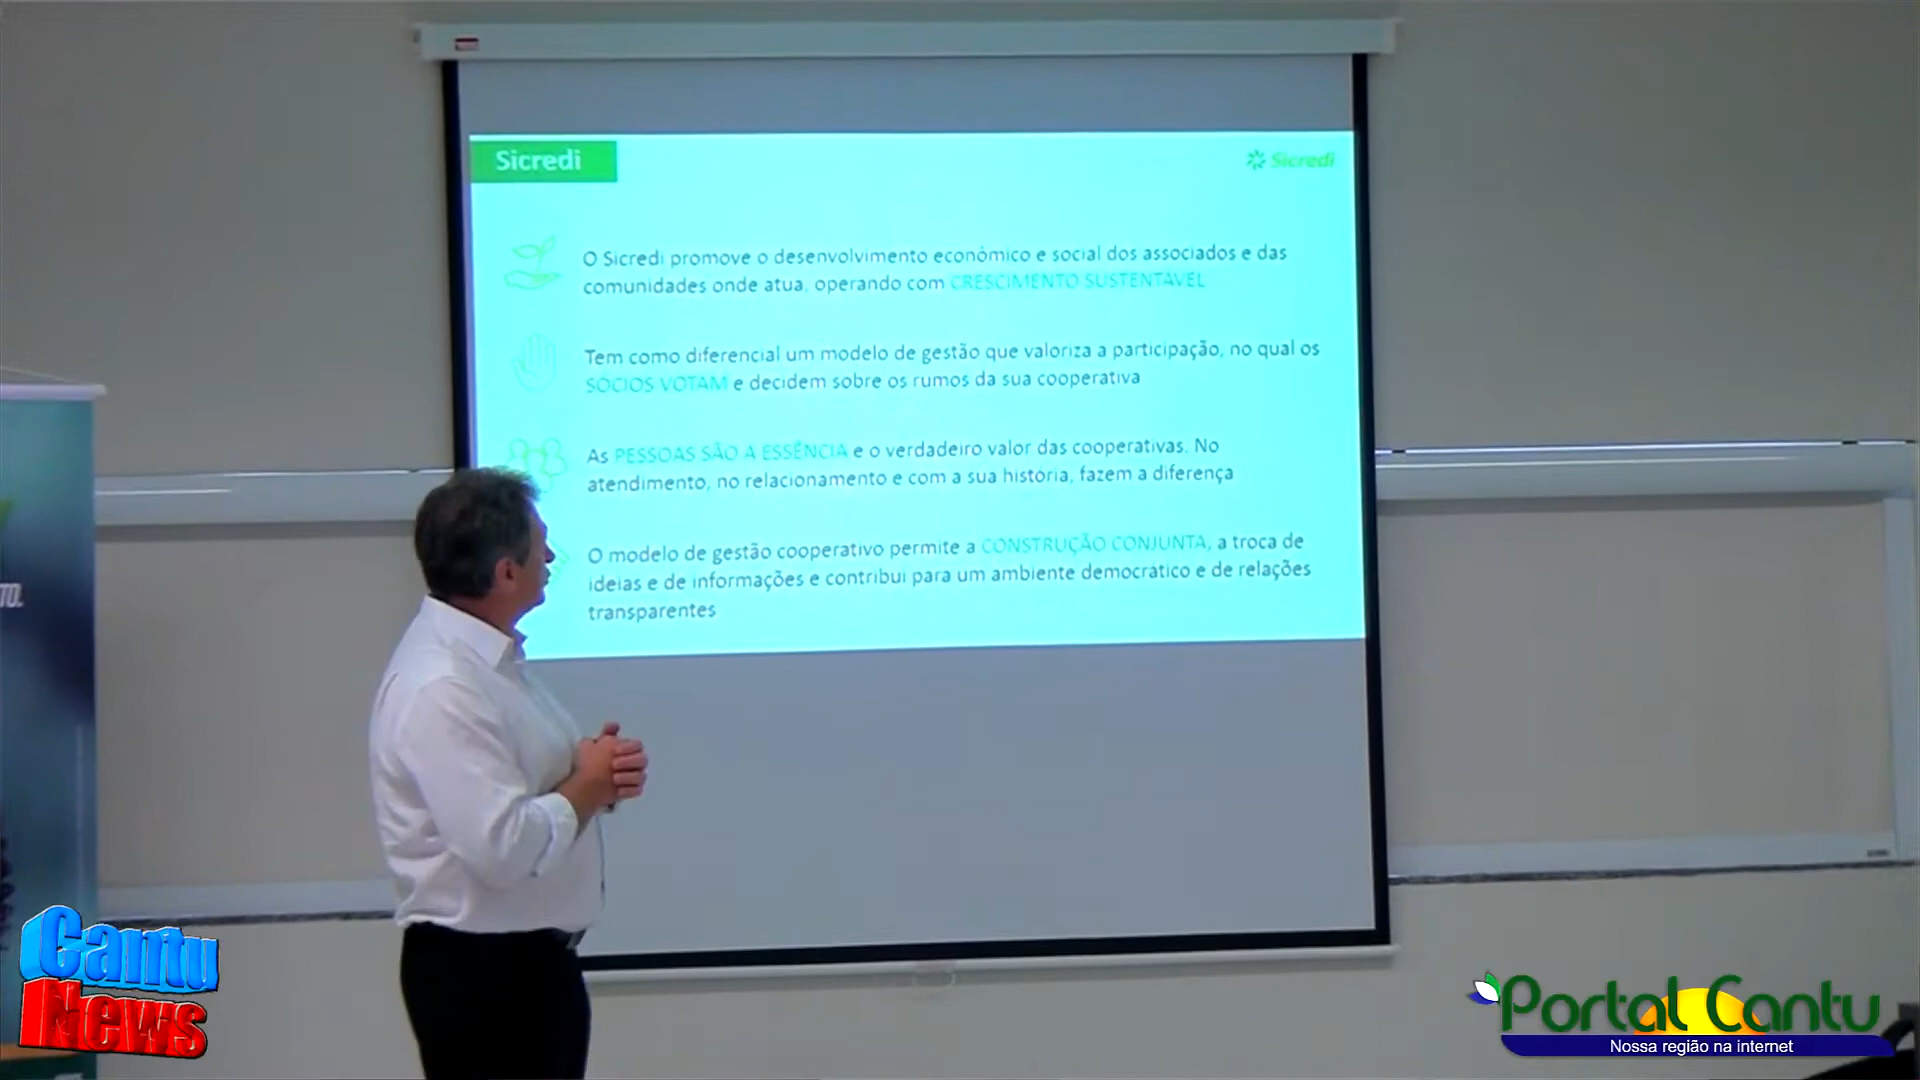 Sicredi
Sicredi
O Sicredi promove o desenvolvimento econômico e social dos associados e das
comunidades onde atua, operando com CRESCIMENTO SUSTENTÁVEL
Tem como diferencial um modelo de gestão que valoriza a participação, no qual os
SÓCIOS VOTAM e decidem sobre os rumos da sua cooperativa
As PESSOAS SÃO A ESSÊNCIA e o verdadeiro valor das cooperativas. No
atendimento, no relacionamento e com a sua história, fazem a diferença
O modelo de gestão cooperativo permite a CONSTRUÇÃO CONJUNTA, a troca de
ideias e de informações e contribui para um ambiente democrático e de relações
transparentes
TO.
Cantu
News
Portal Cantu
Nossa região na internet